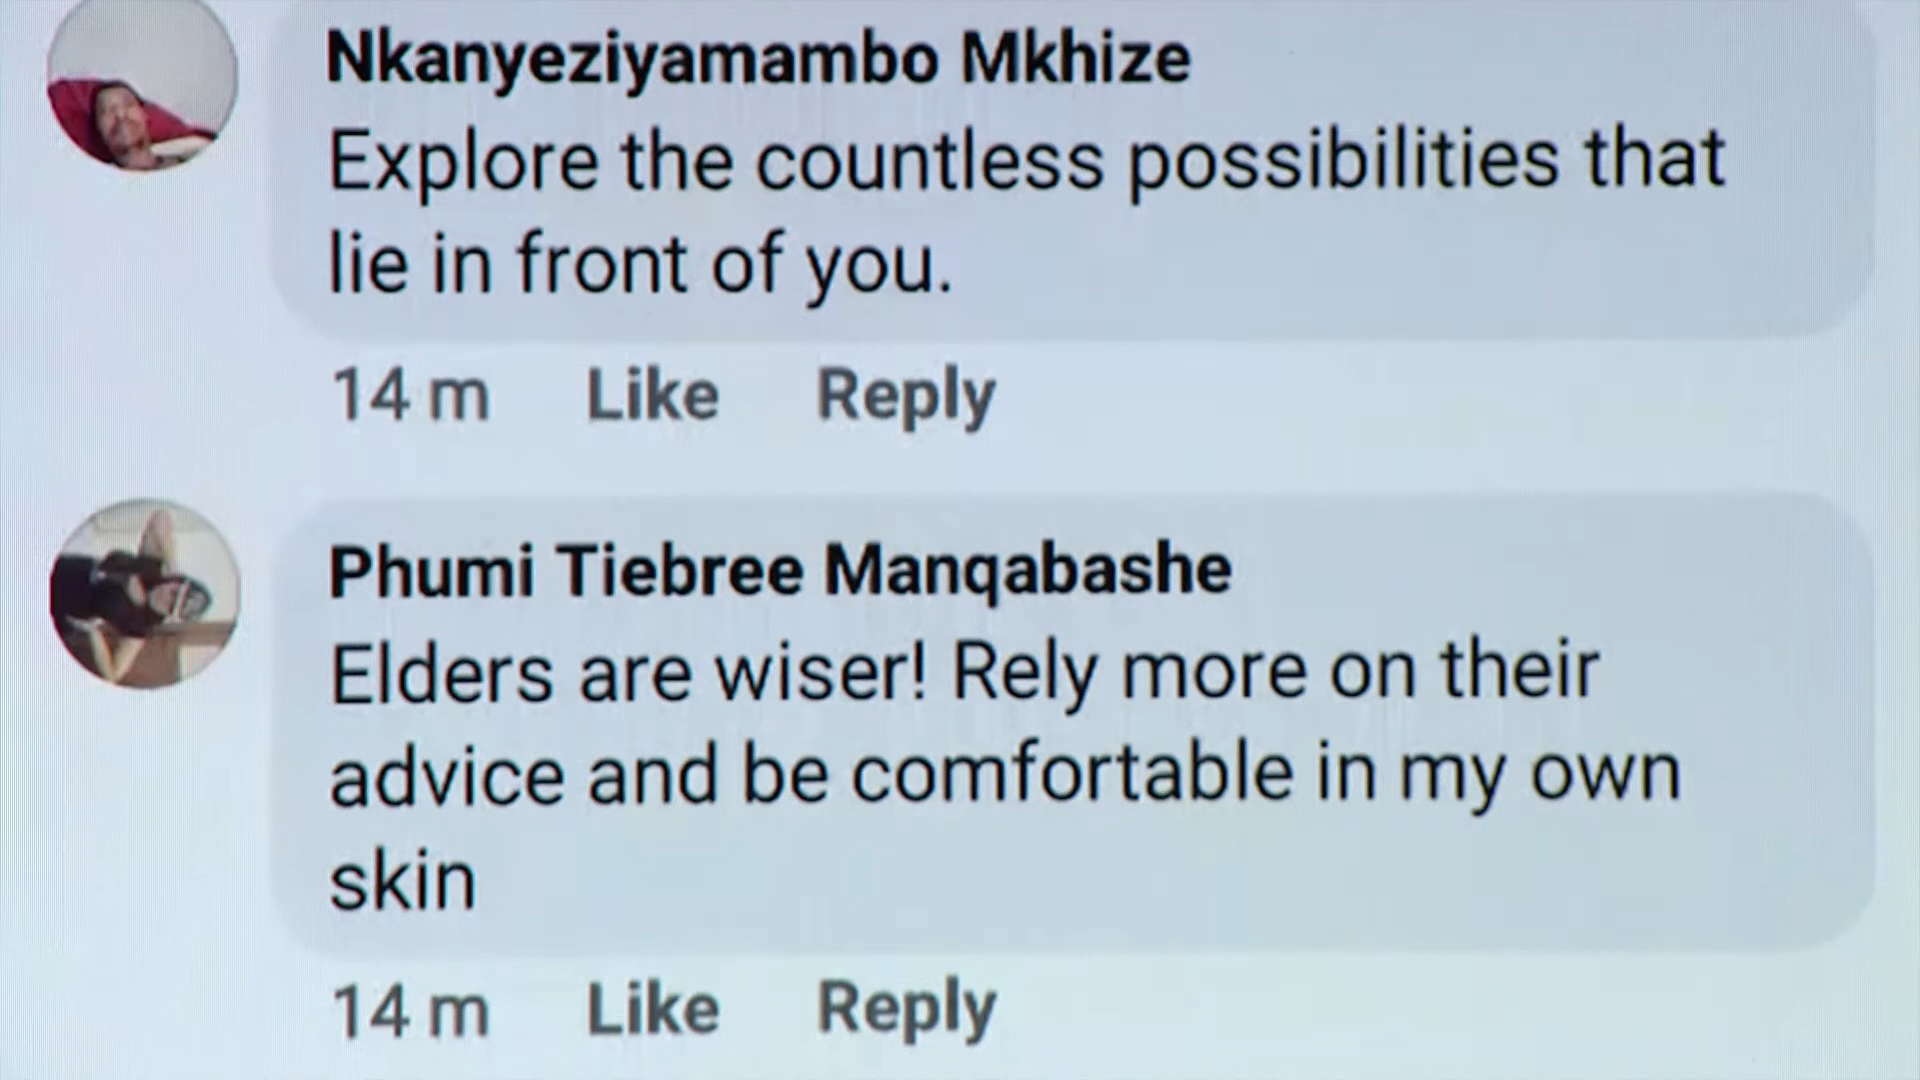 Nkanyeziyamambo Mkhize
Explore the countless possibilities that
lie in front of you.
14 m Like Reply
Phumi Tiebree Manqabashe
Elders are wiser! Rely more on their
advice and be comfortable in my own
skin
14 m Like Reply